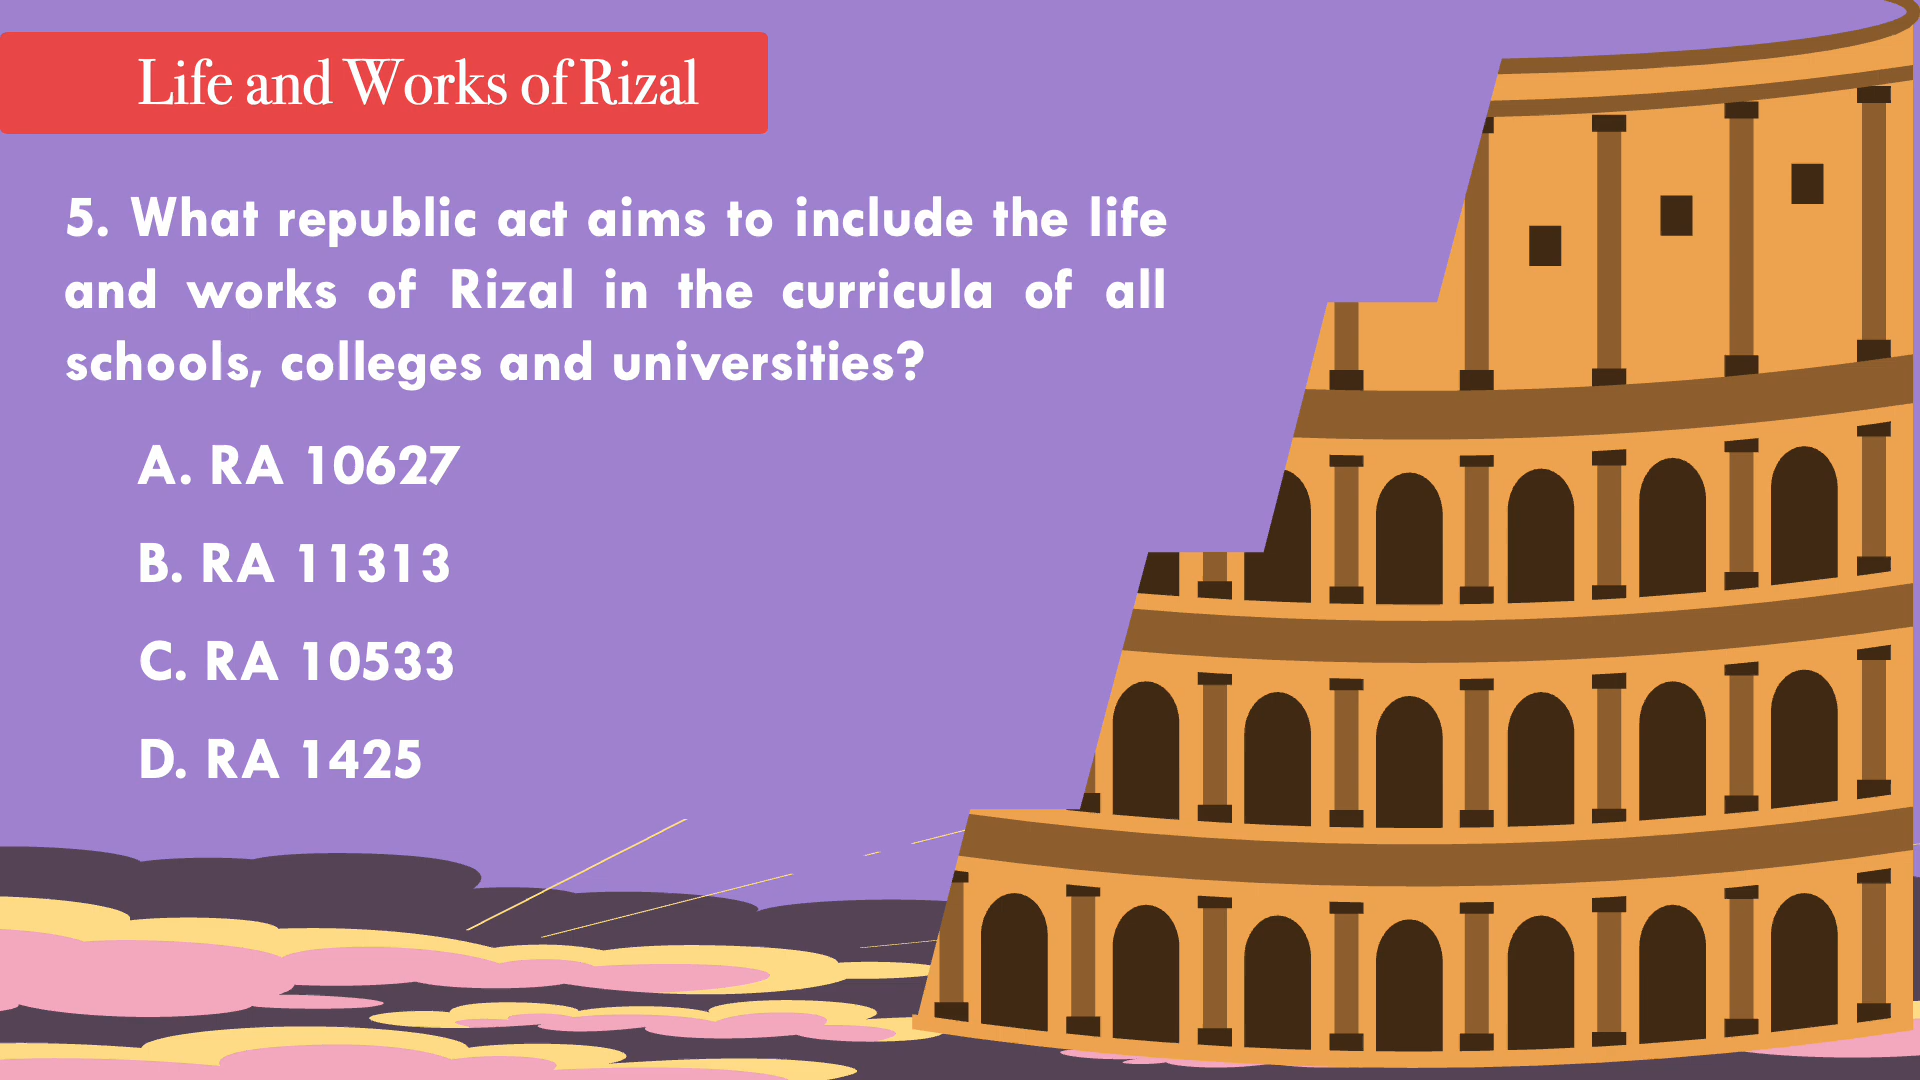 Life and Works of Rizal
5. What republic act aims to include the life
and works of Rizal in the curricula of all
schools, colleges and universities?
A. RA 10627
B. RA 11313
C. RA 10533
D. RA 1425